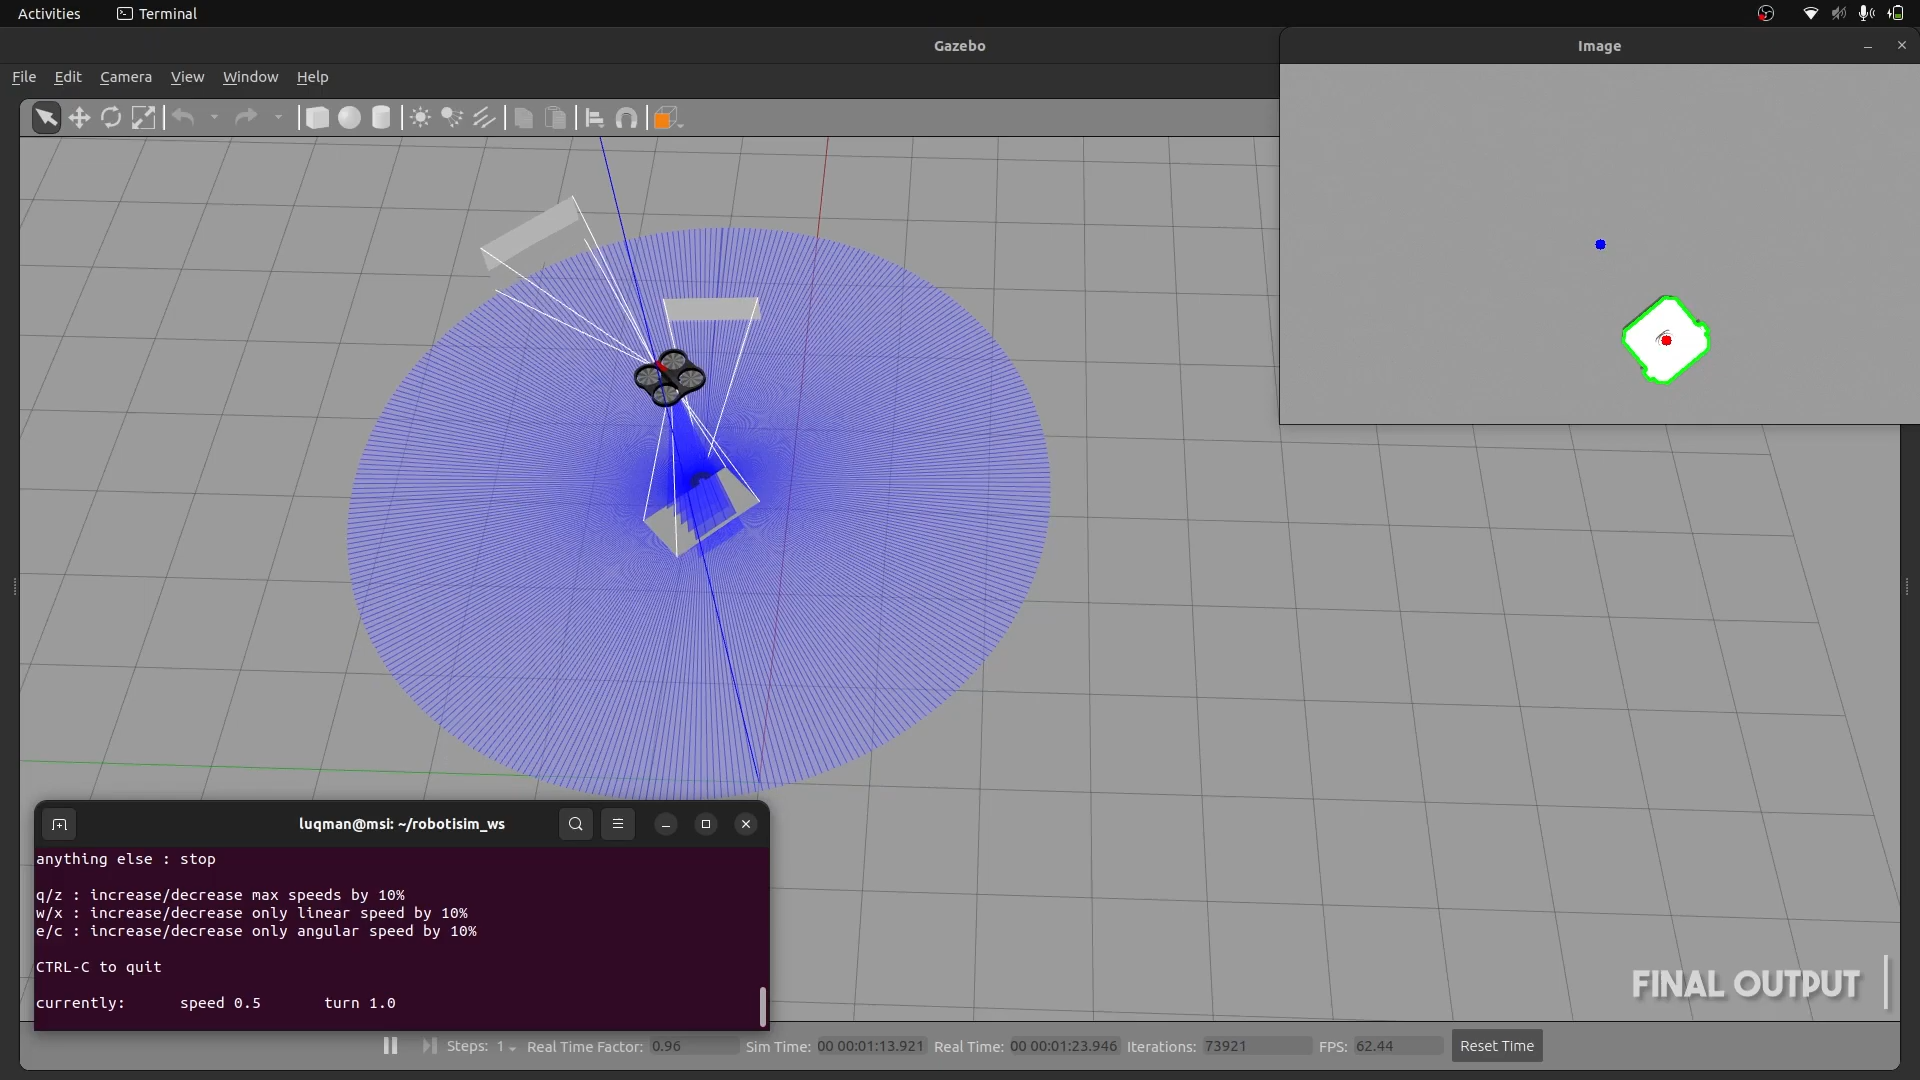 Activities
Terminal
Gazebo
Image
File Edit Camera View Window Help
luqman@msi: ~/robotisim_ws
anything else : stop
q/z : increase/decrease max speeds by 10%
w/x : increase/decrease only linear speed by 10%
e/c : increase/decrease only angular speed by 10%
CTRL-C to quit
currently: speed 0.5 turn 1.0
FINAL OUTPUT
Steps: 1 Real Time Factor: 0.96 Sim Time: 00 00:01:13.921 Real Time: 00 00:01:23.946 Iterations: 73921 FPS: 62.44 Reset Time